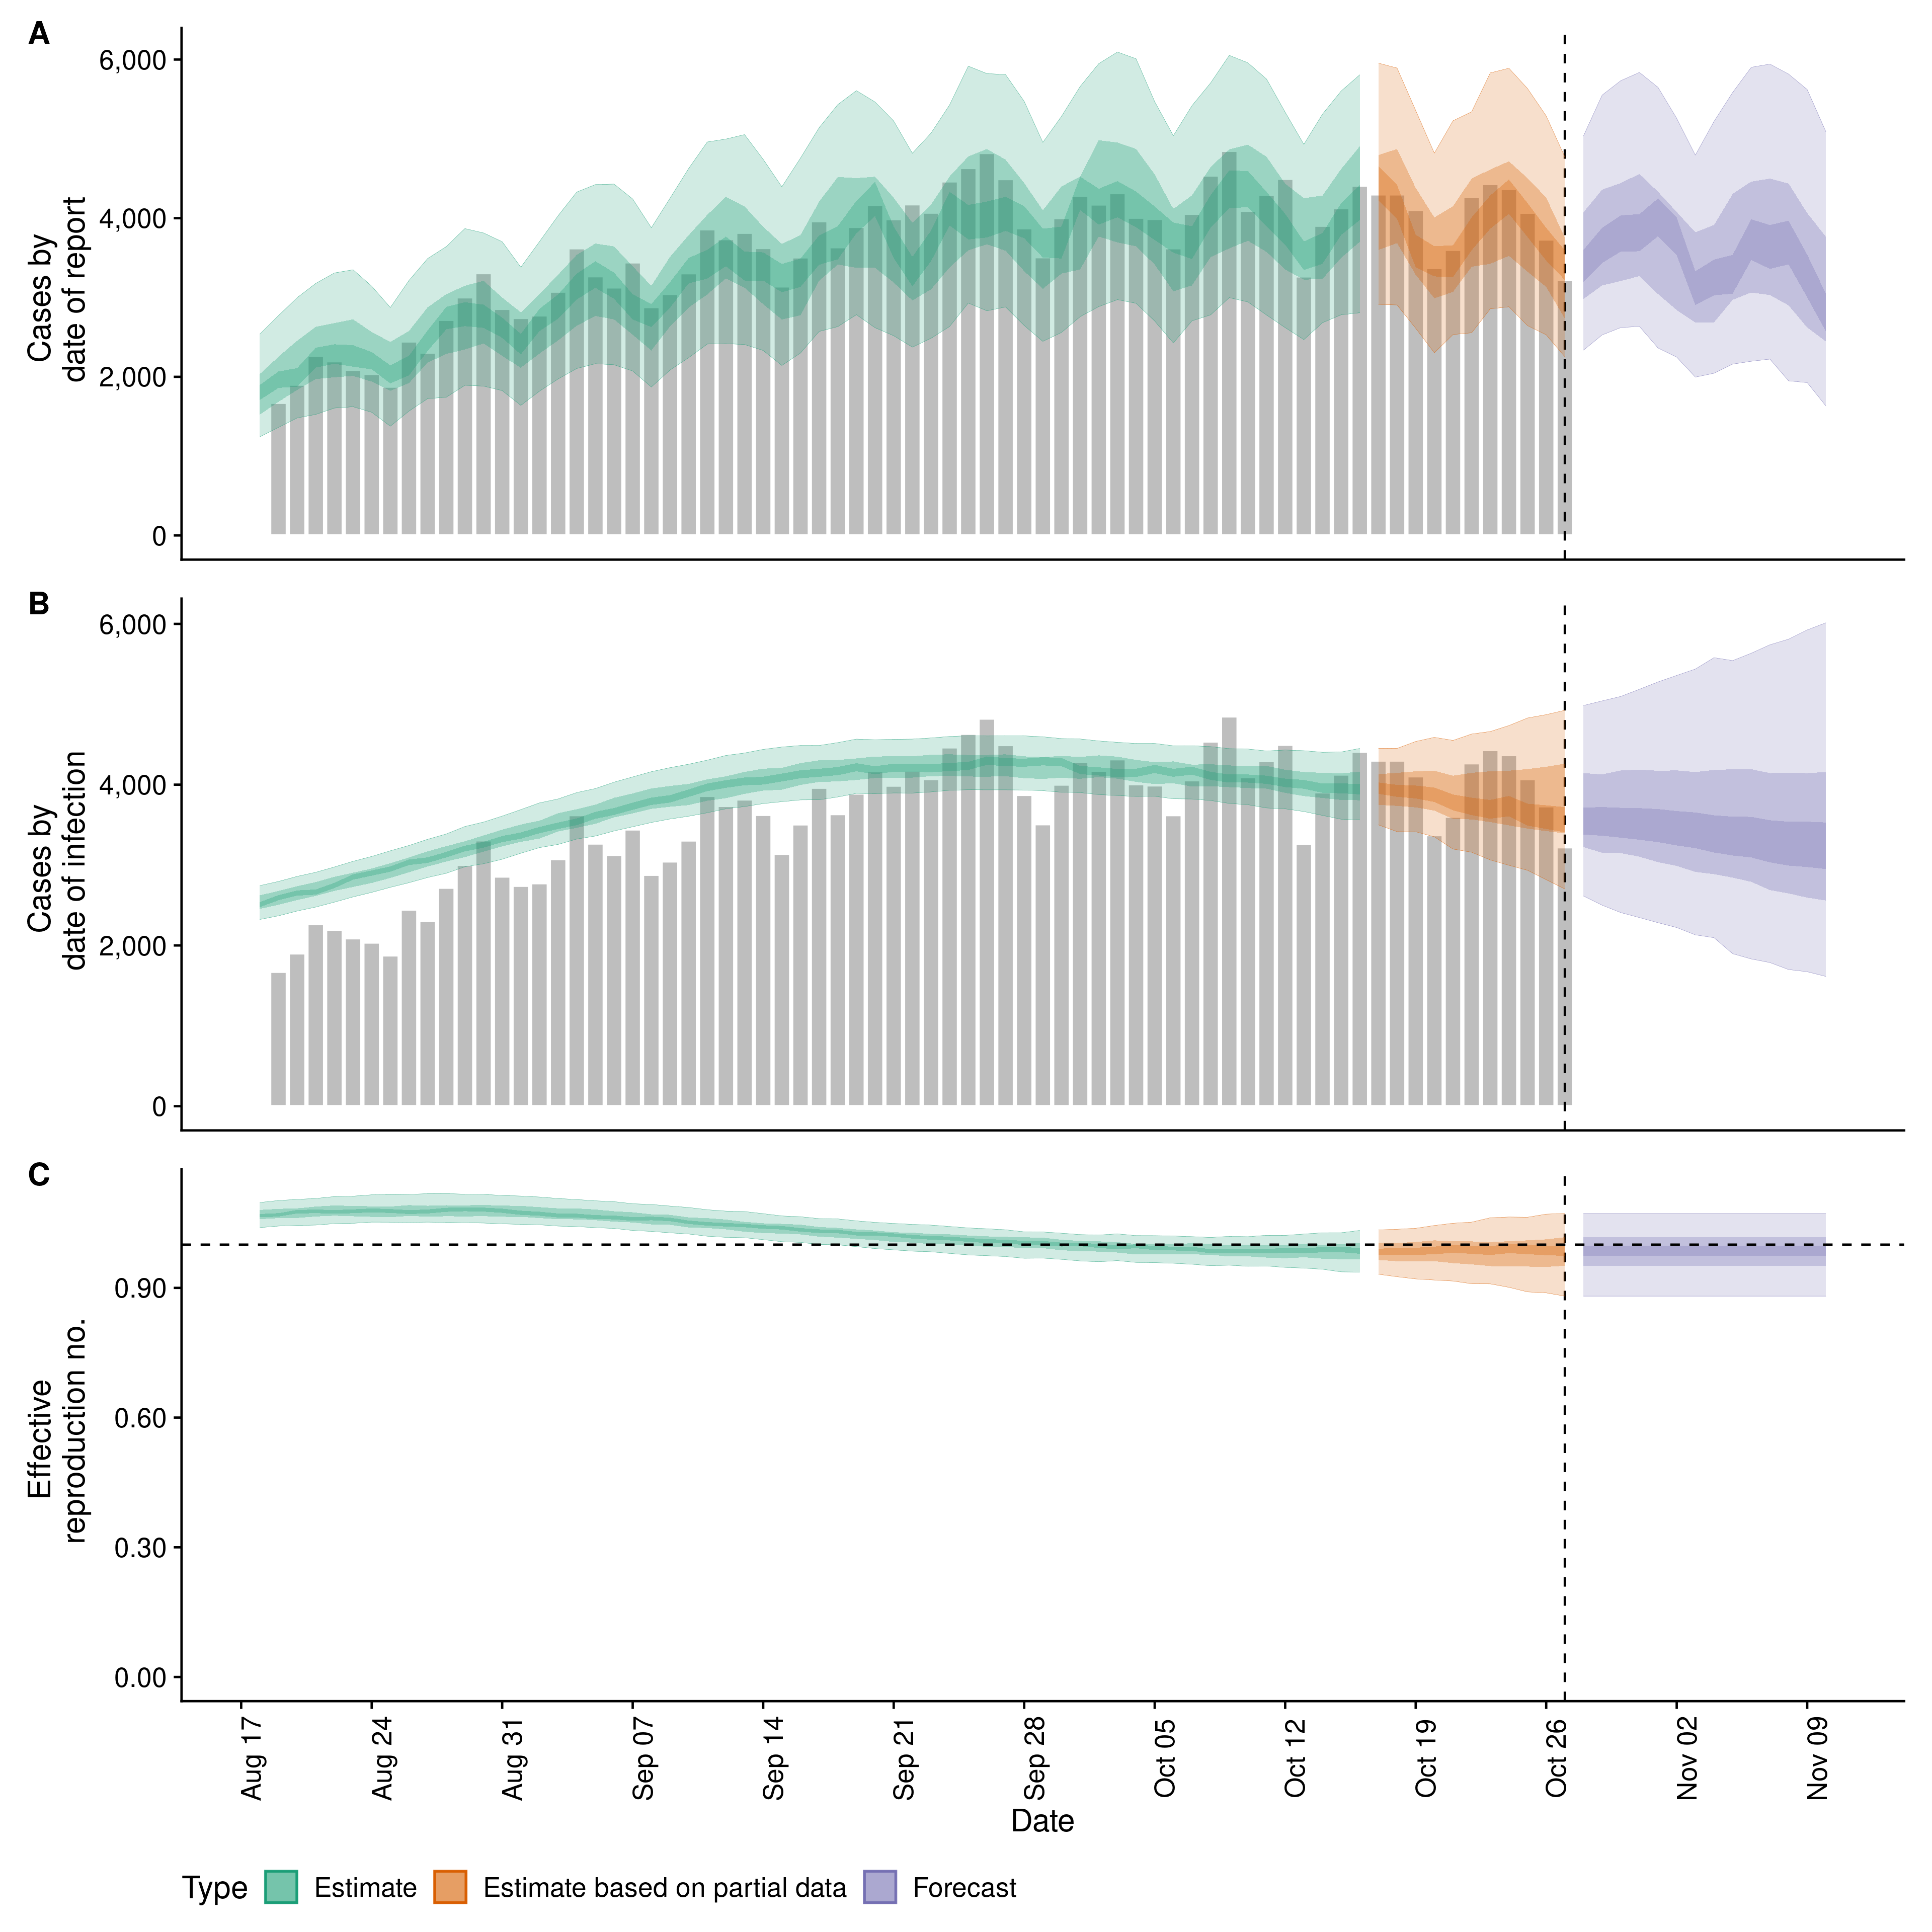 A
6,000
4,000
2,000
0
Cases by
date of report
B
6,000
4,000
2,000
0
Cases by
date of infection
C
0.90
0.60
0.30
0.00
Effective
reproduction no.
Aug 17
Aug 24
Aug 31
Sep 07
Sep 14
Sep 21
Sep 28
Oct 05
Oct 12
Oct 19
Oct 26
Nov 02
Nov 09
Date
Type Estimate Estimate based on partial data Forecast